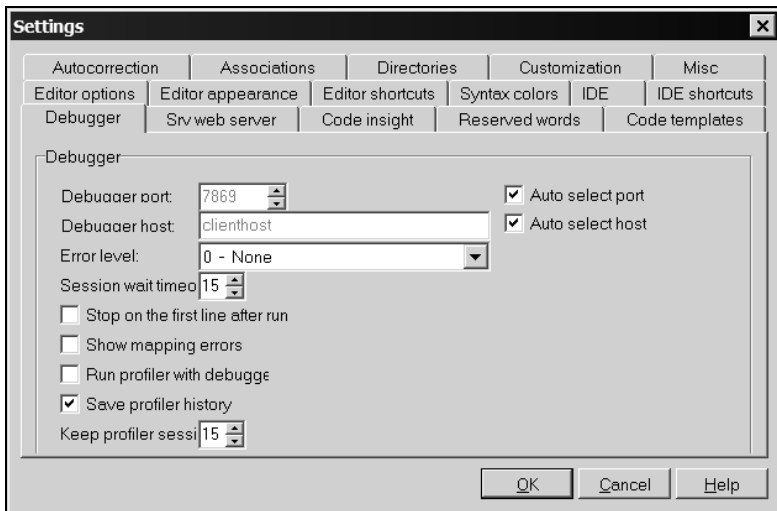 Settings
Autocorrection Associations Directories Customization Misc
Editor options Editor appearance Editor shortcuts Syntax colors IDE IDE shortcuts
Debugger Srv web server Code insight Reserved words Code templates
Debugger
Debugger port: 7869 Auto select port
Debugger host: clienthost Auto select host
Error level: 0 - None
Session wait timeo 15
Stop on the first line after run
Show mapping errors
Run profiler with debugge
Save profiler history
Keep profiler sessi 15
OK Cancel Help